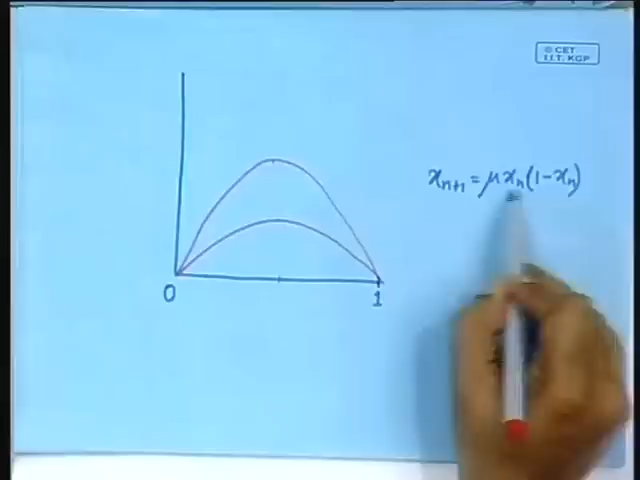 © CET
I.I.T. KGP
xₙ₊₁ = μxₙ(1-xₙ)
0
1